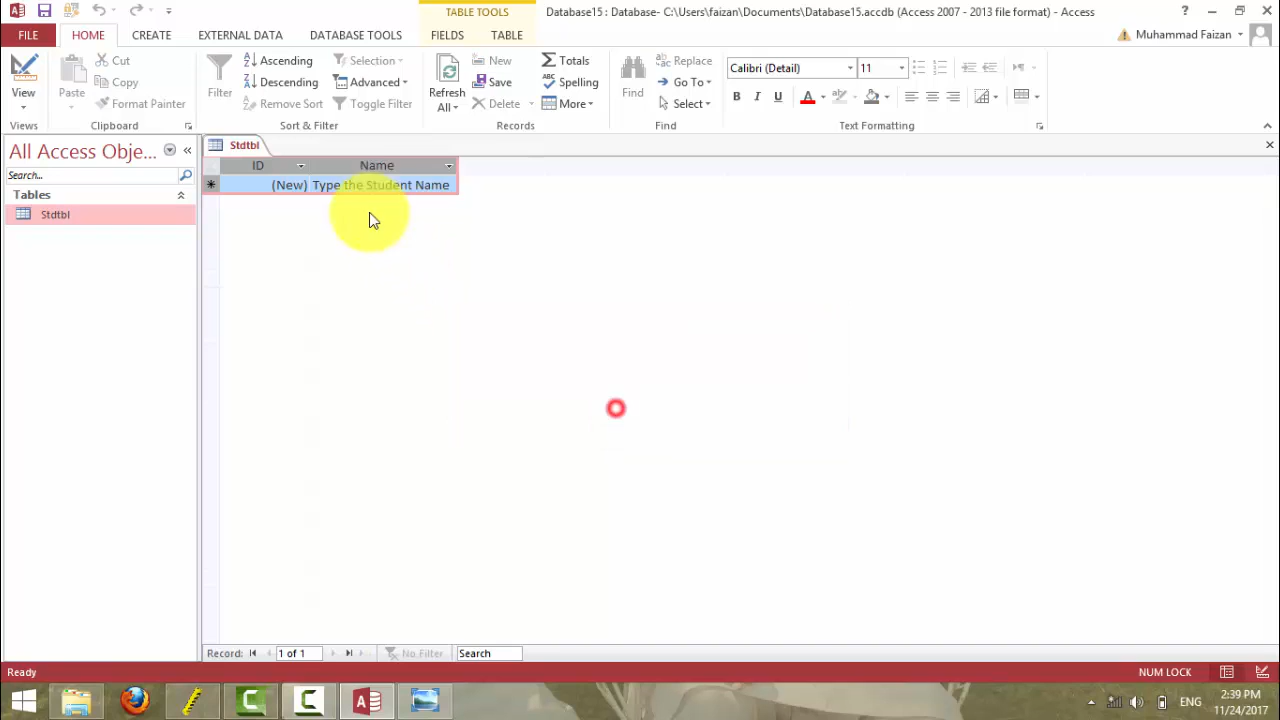 TABLE TOOLS
Database15 : Database- C:\Users\faizan\Documents\Database15.accdb (Access 2007 - 2013 file format) - Access
?
FILE HOME CREATE EXTERNAL DATA DATABASE TOOLS FIELDS TABLE Muhammad Faizan
View
Views
Paste
Cut
Copy
Format Painter
Clipboard
Filter
Ascending
Descending
Remove Sort
Selection
Advanced
Toggle Filter
Sort & Filter
Refresh
All
New
Save
Delete
Totals
Spelling
More
Records
Find
Replace
Go To
Select
Find
Calibri (Detail) 11
B I U A
Text Formatting
All Access Obje...
Search...
Tables
Stdtbl
Stdtbl
ID Name
(New) Type the Student Name
Record: 1 of 1 No Filter Search
Ready NUM LOCK
ENG 2:39 PM
11/24/2017